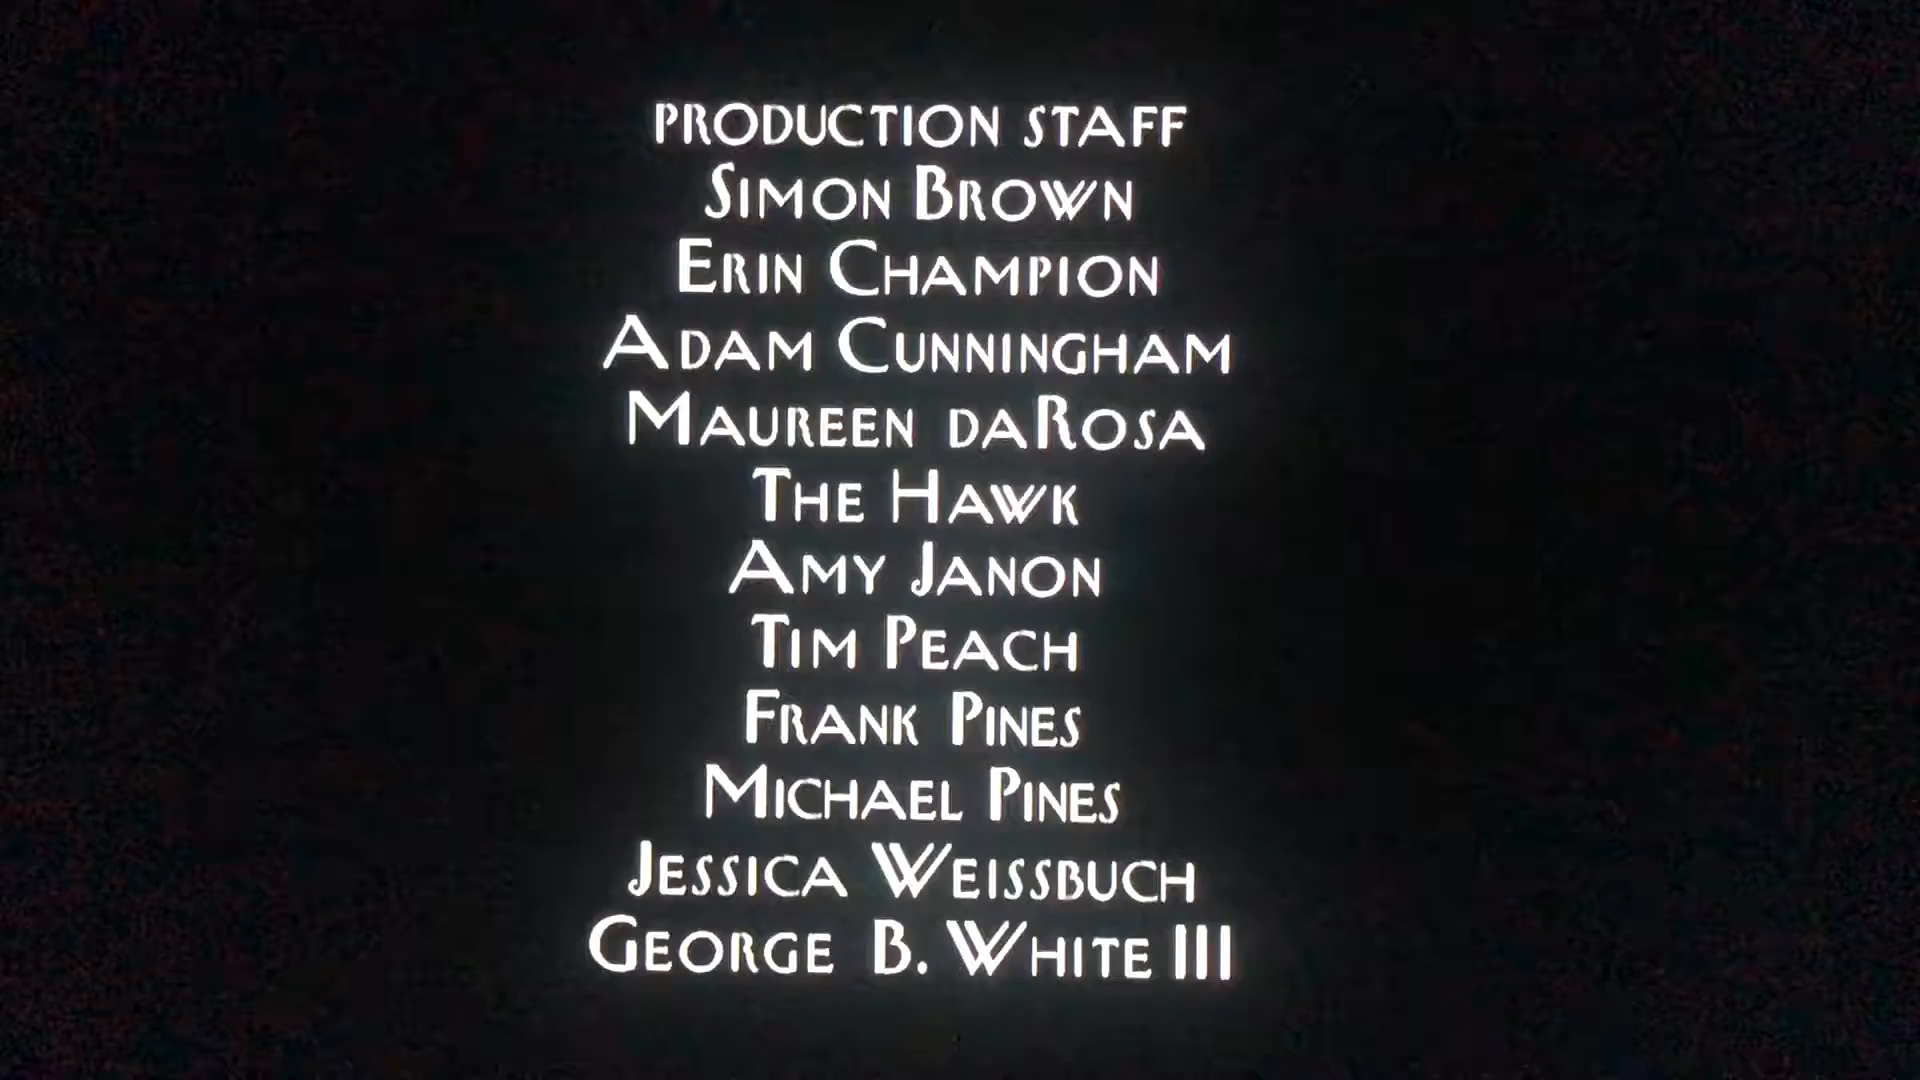 PRODUCTION STAFF
SIMON BROWN
ERIN CHAMPION
ADAM CUNNINGHAM
MAUREEN DAROSA
THE HAWK
AMY JANON
TIM PEACH
FRANK PINES
MICHAEL PINES
JESSICA WEISSBUCH
GEORGE B. WHITE III